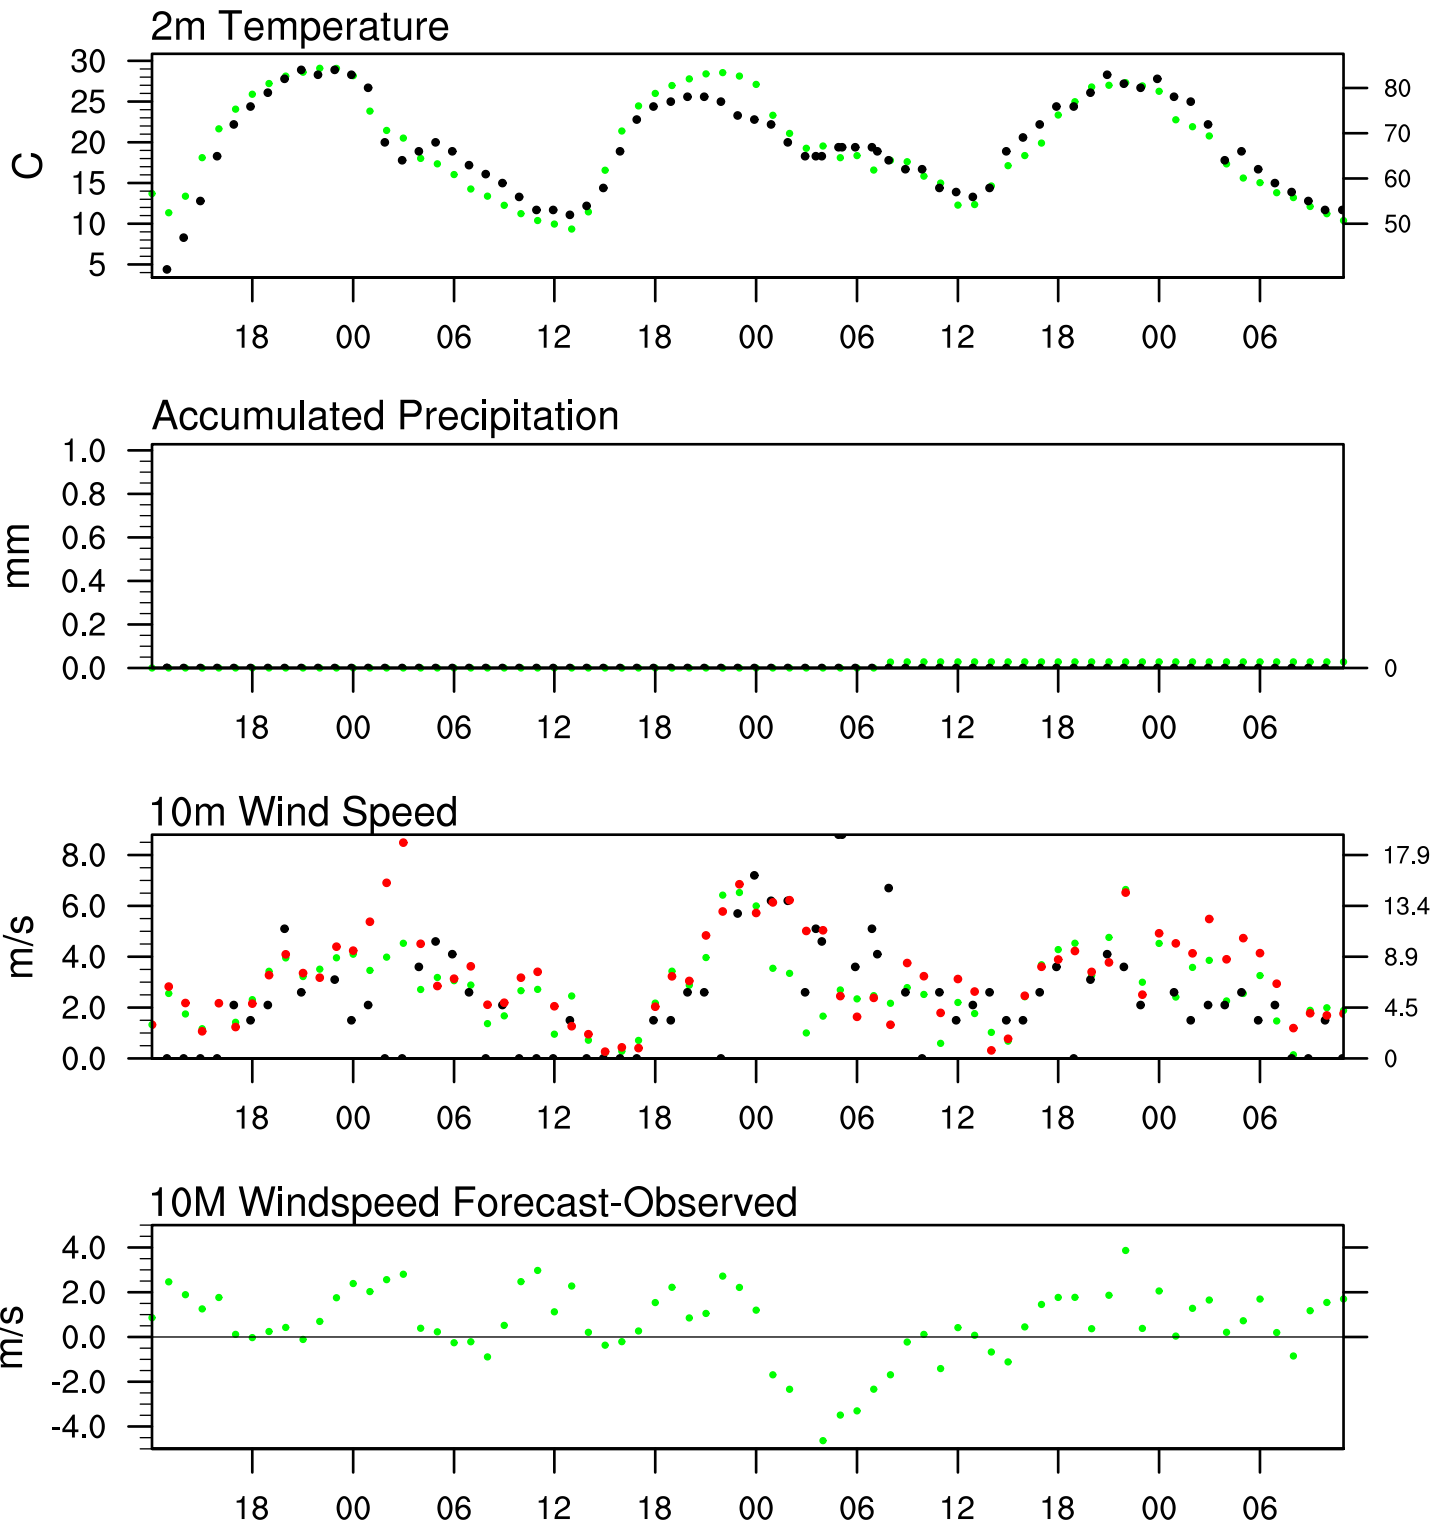 2m Temperature
30
25
20
15
10
5
C
80
70
60
50
18 00 06 12 18 00 06 12 18 00 06
Accumulated Precipitation
1.0
0.8
0.6
0.4
0.2
0.0
mm
0
18 00 06 12 18 00 06 12 18 00 06
10m Wind Speed
8.0
6.0
4.0
2.0
0.0
m/s
17.9
13.4
8.9
4.5
0
18 00 06 12 18 00 06 12 18 00 06
10M Windspeed Forecast-Observed
4.0
2.0
0.0
-2.0
-4.0
m/s
18 00 06 12 18 00 06 12 18 00 06